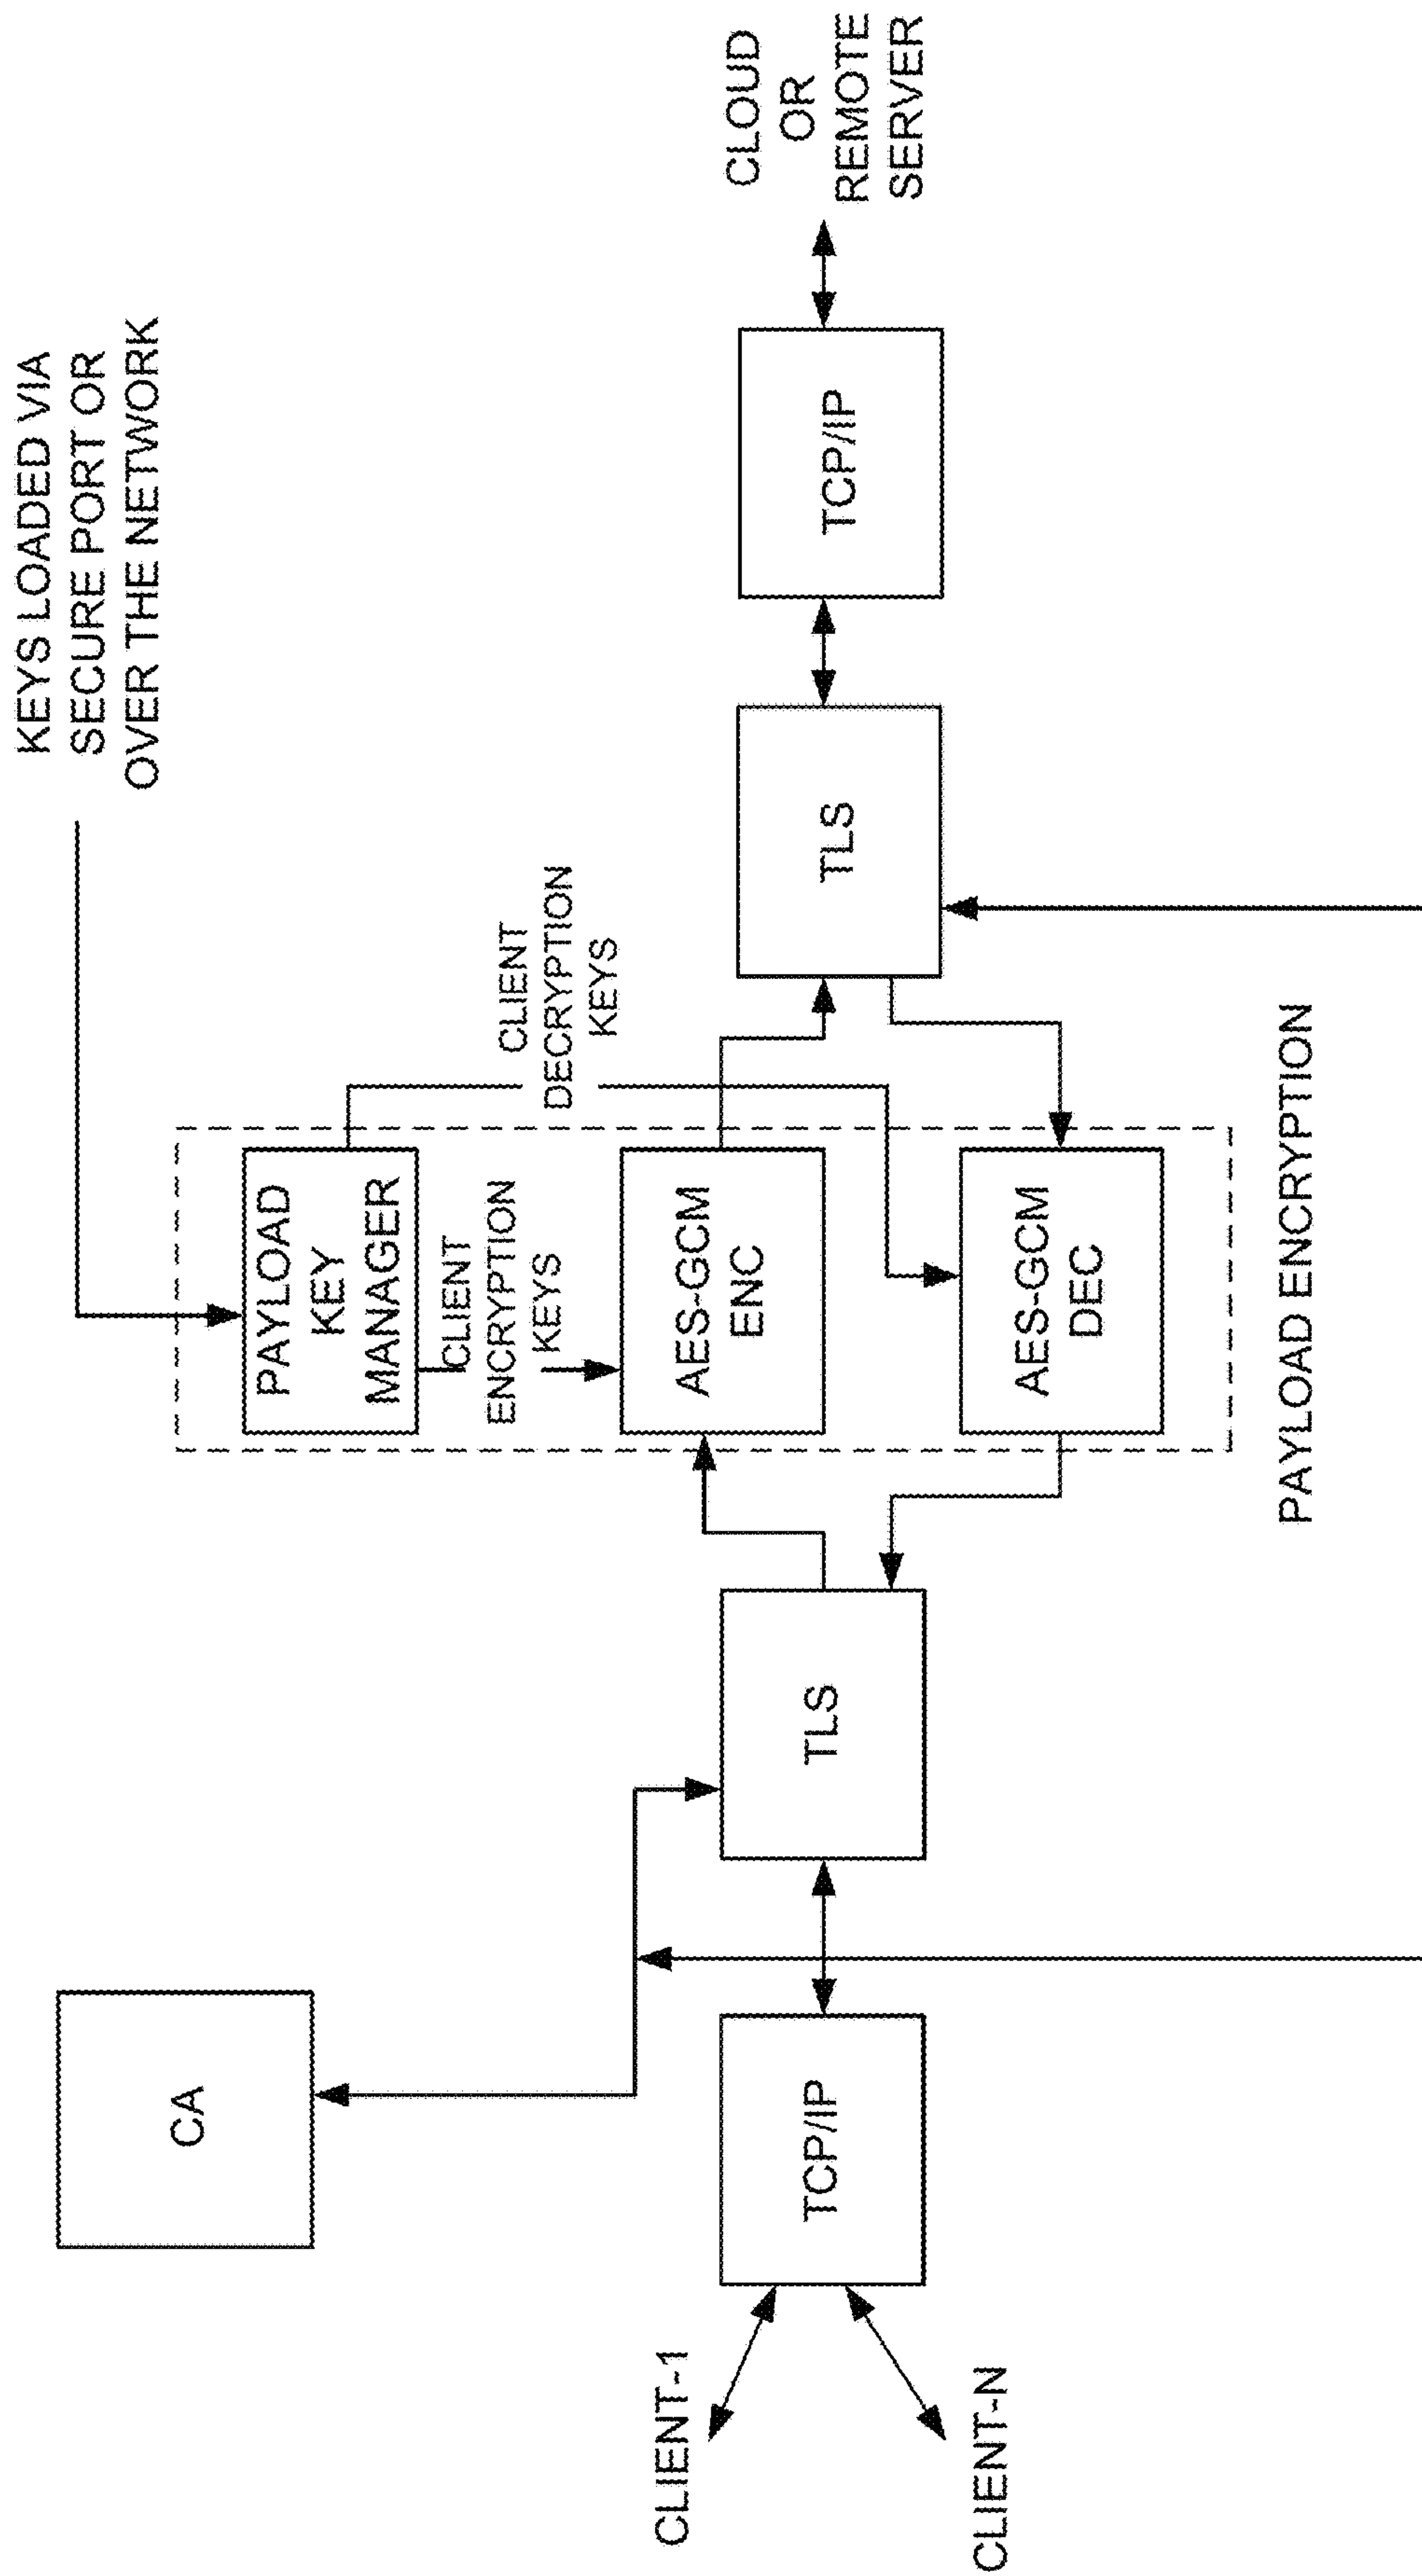 KEYS LOADED VIA
SECURE PORT OR
OVER THE NETWORK
CA
PAYLOAD
KEY
MANAGER
CLIENT
DECRYPTION
KEYS
CLIENT
ENCRYPTION
KEYS
CLIENT-1
CLIENT-N
TCP/IP
TLS
AES-GCM
ENC
AES-GCM
DEC
TLS
TCP/IP
CLOUD
OR
REMOTE
SERVER
PAYLOAD ENCRYPTION